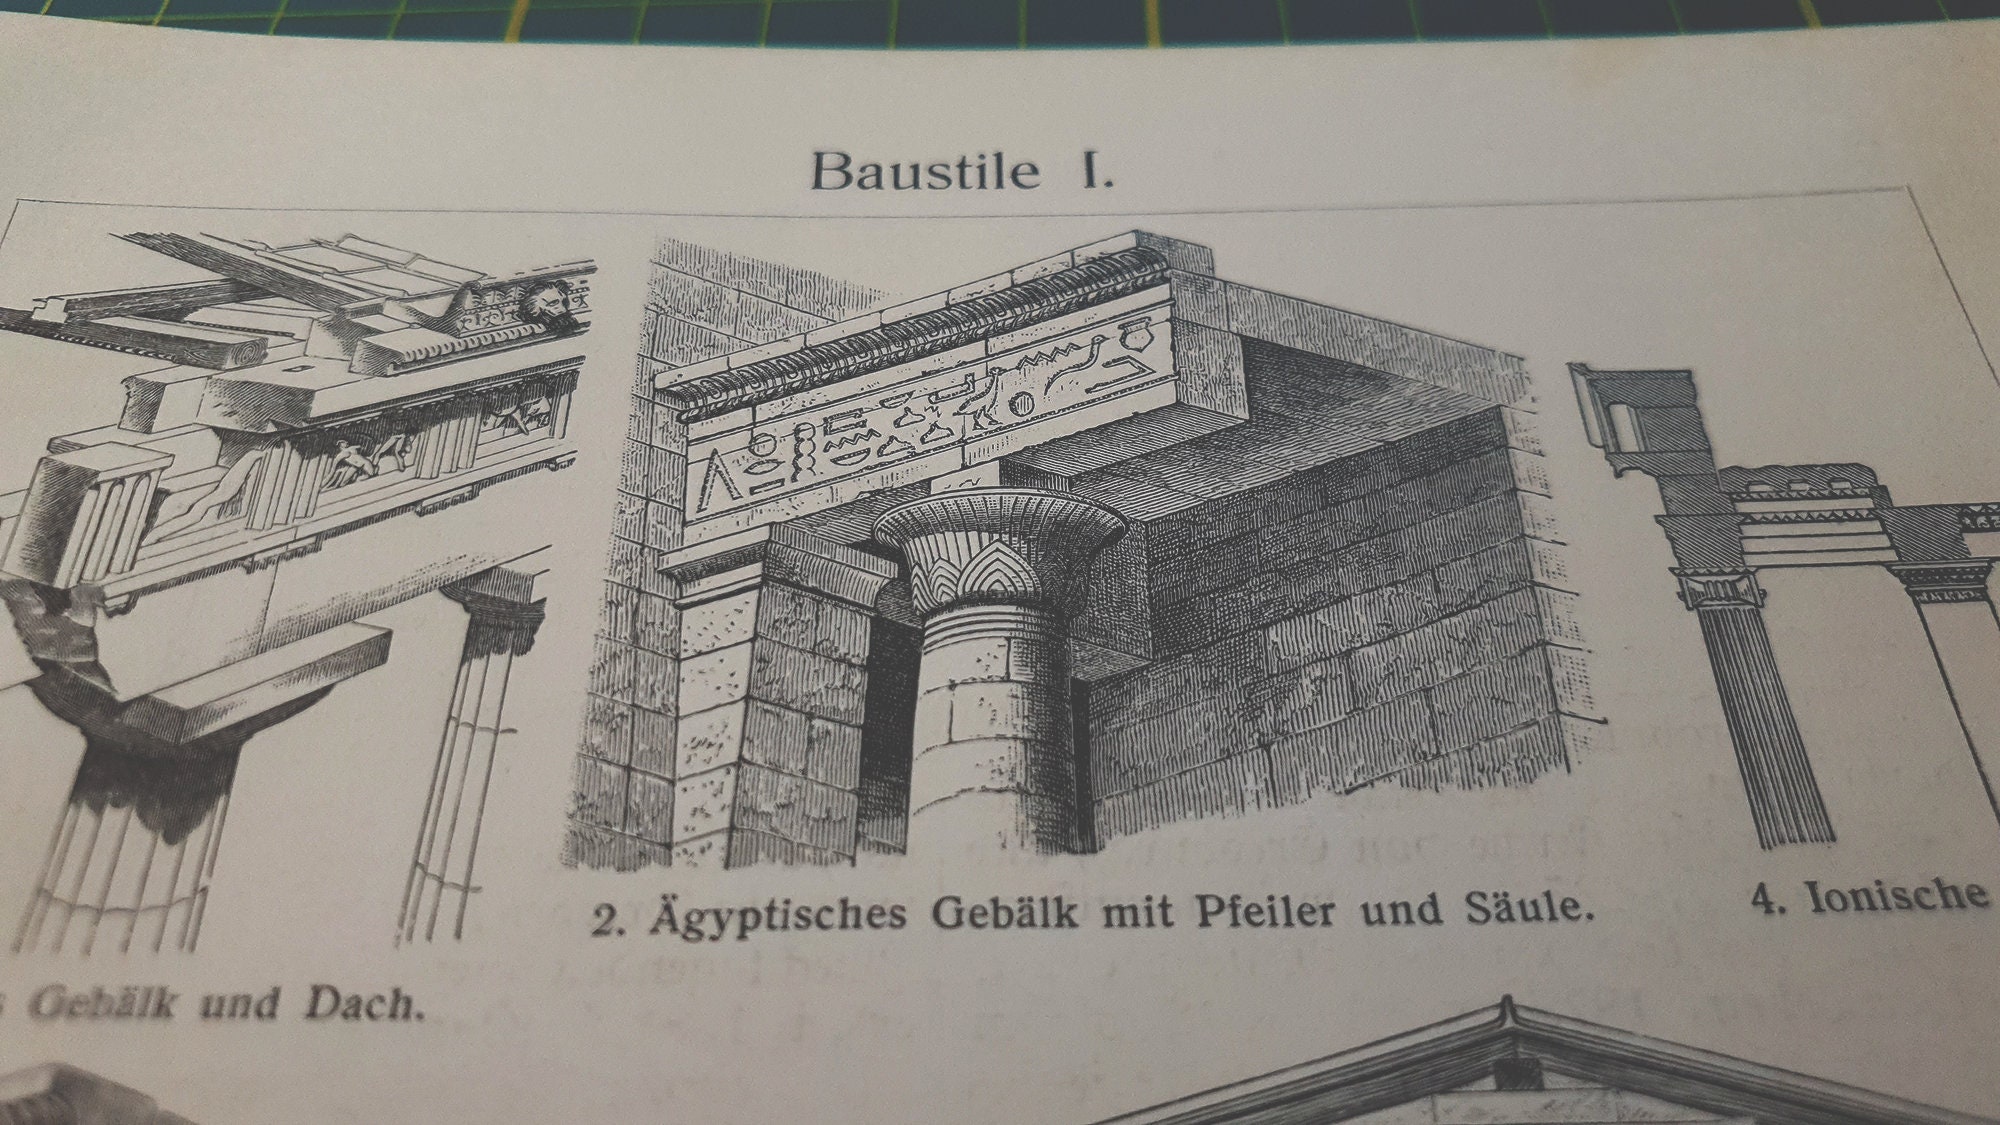 Baustile I.
2. Ägyptisches Gebälk mit Pfeiler und Säule.
4. Ionische
Gebälk und Dach.